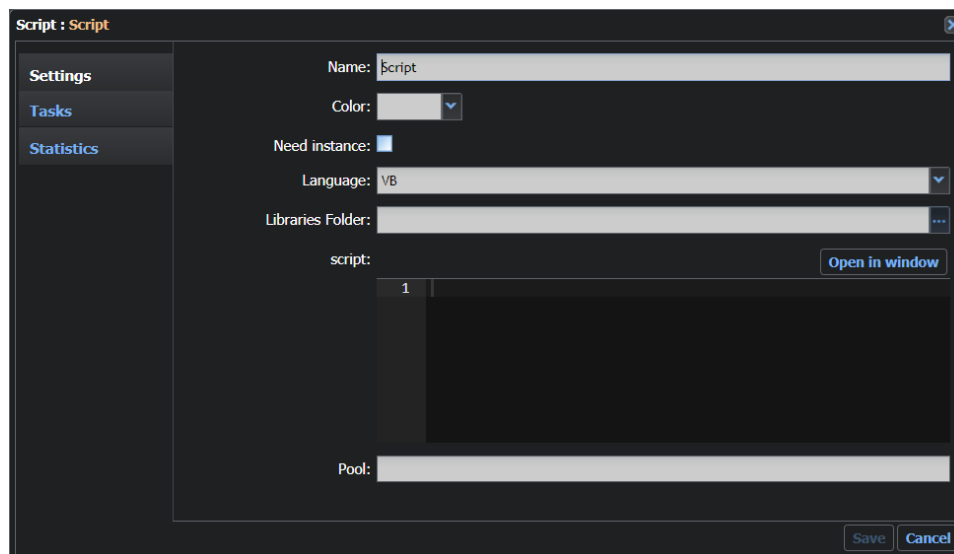 Script : Script
Settings
Tasks
Statistics
Name: Script
Color:
Need instance:
Language: VB
Libraries Folder: ...
script: Open in window
1
Pool:
Save Cancel